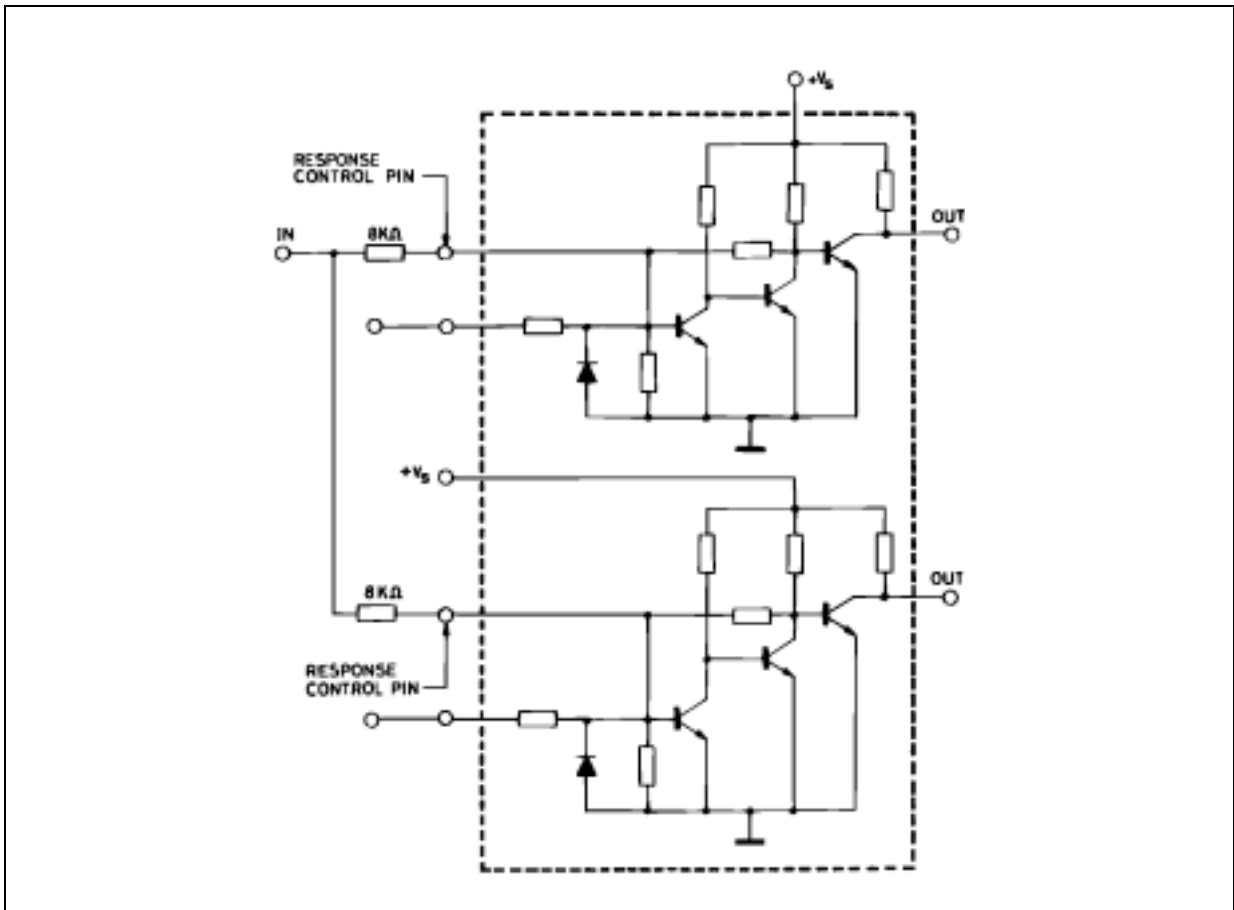 +Vs
RESPONSE
CONTROL PIN
IN
8KΩ
OUT
+Vs
8KΩ
OUT
RESPONSE
CONTROL PIN